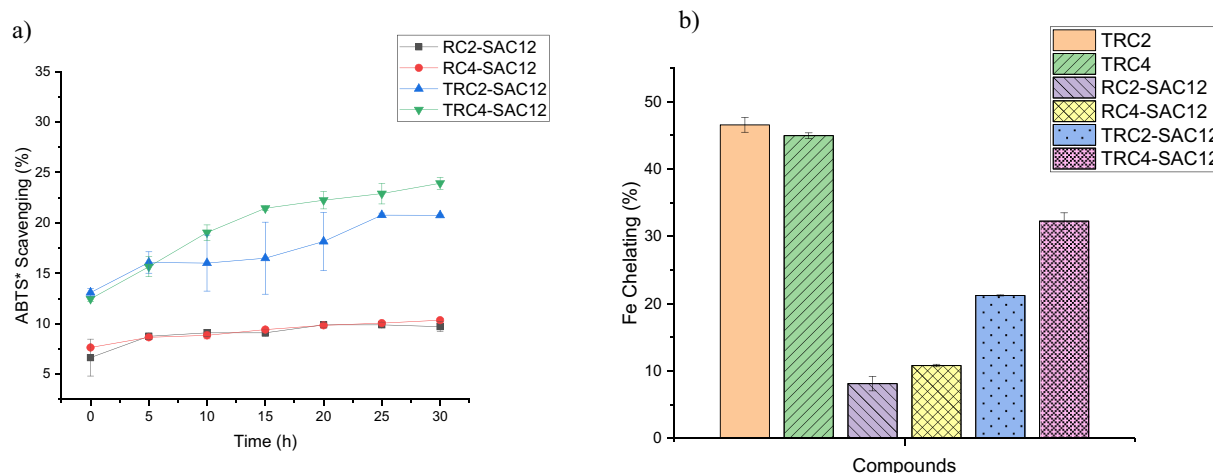 a)
RC2-SAC12
RC4-SAC12
TRC2-SAC12
TRC4-SAC12
35
30
25
20
15
10
5
ABTS* Scavenging (%)
0 5 10 15 20 25 30
Time (h)
b)
TRC2
TRC4
RC2-SAC12
RC4-SAC12
TRC2-SAC12
TRC4-SAC12
50
40
30
20
10
0
Fe Chelating (%)
Compounds